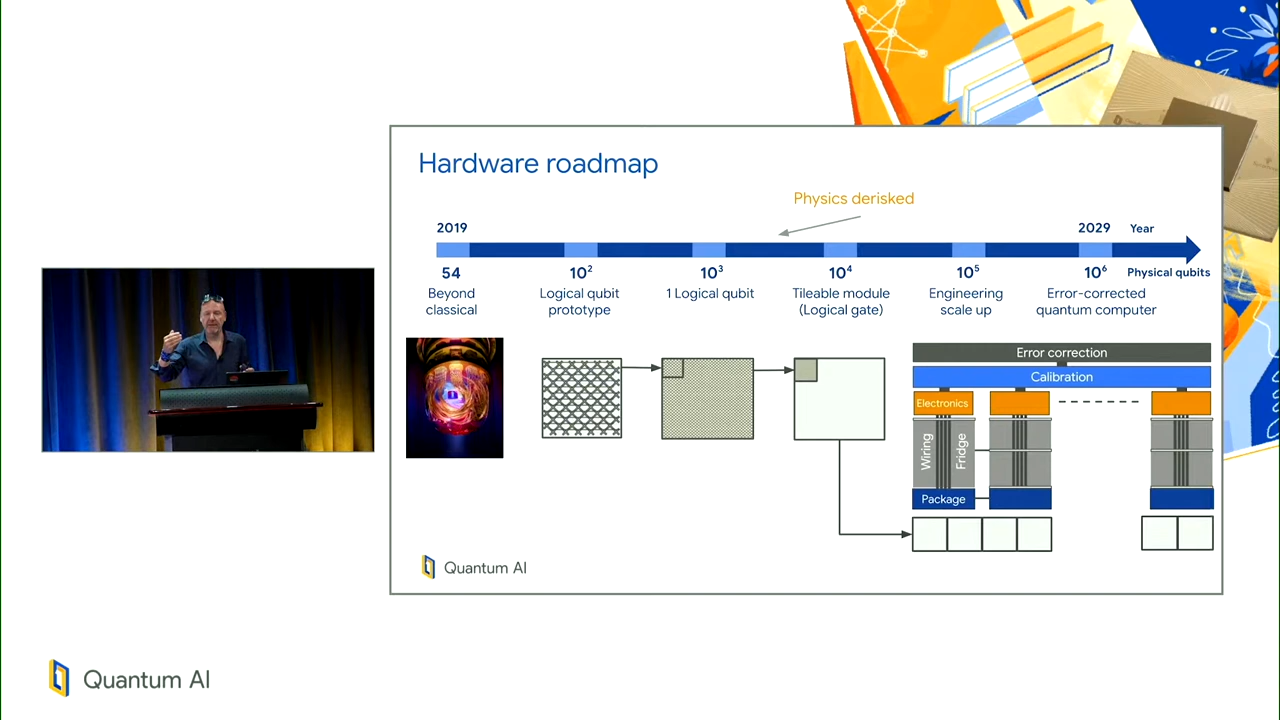 Hardware roadmap
Physics derisked
2019
2029
Year
54
10²
10³
10⁴
10⁵
10⁶
Physical qubits
Beyond
classical
Logical qubit
prototype
1 Logical qubit
Tileable module
(Logical gate)
Engineering
scale up
Error-corrected
quantum computer
Error correction
Calibration
Electronics
Wiring
Fridge
Package
Quantum AI
Quantum AI